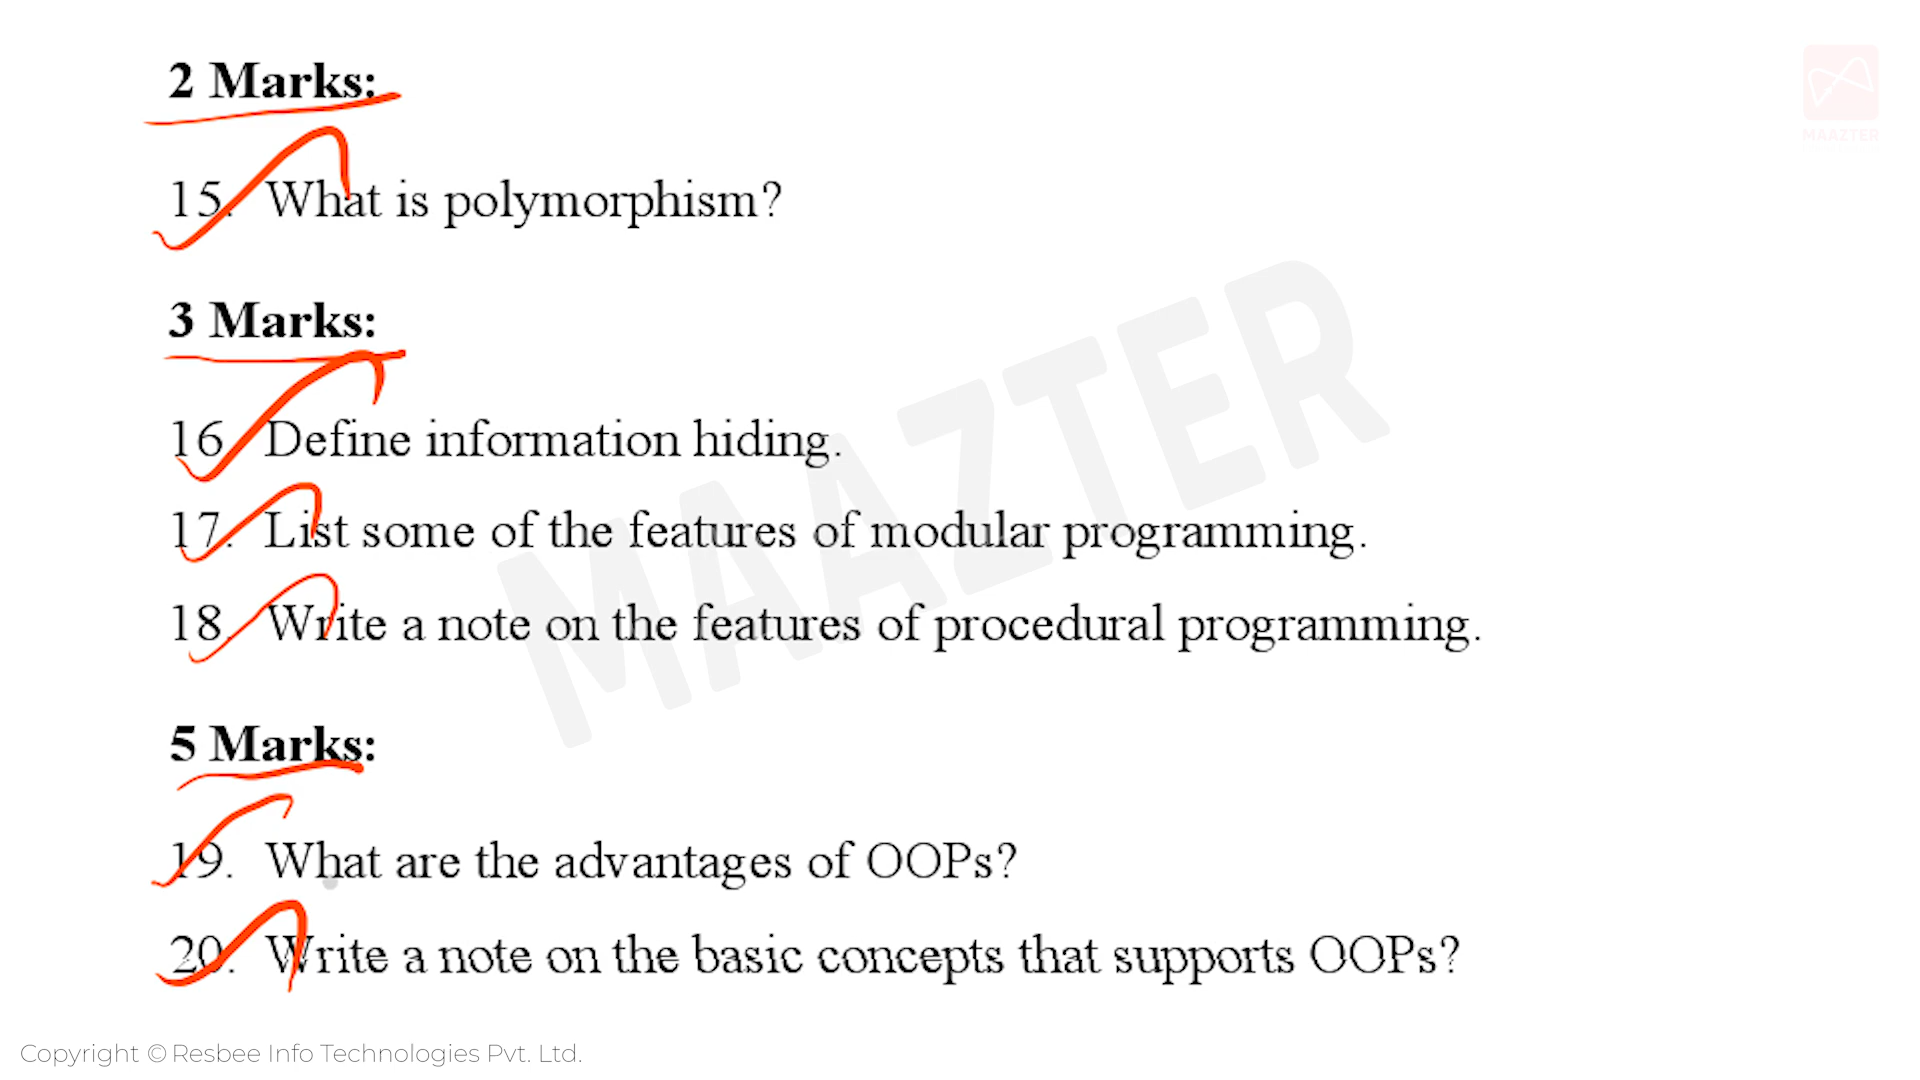 2 Marks:
MAAZTER
15. What is polymorphism?
3 Marks:
16. Define information hiding.
17. List some of the features of modular programming.
18. Write a note on the features of procedural programming.
MAAZTER
5 Marks:
19. What are the advantages of OOPs?
20. Write a note on the basic concepts that supports OOPs?
Copyright © Resbee Info Technologies Pvt. Ltd.